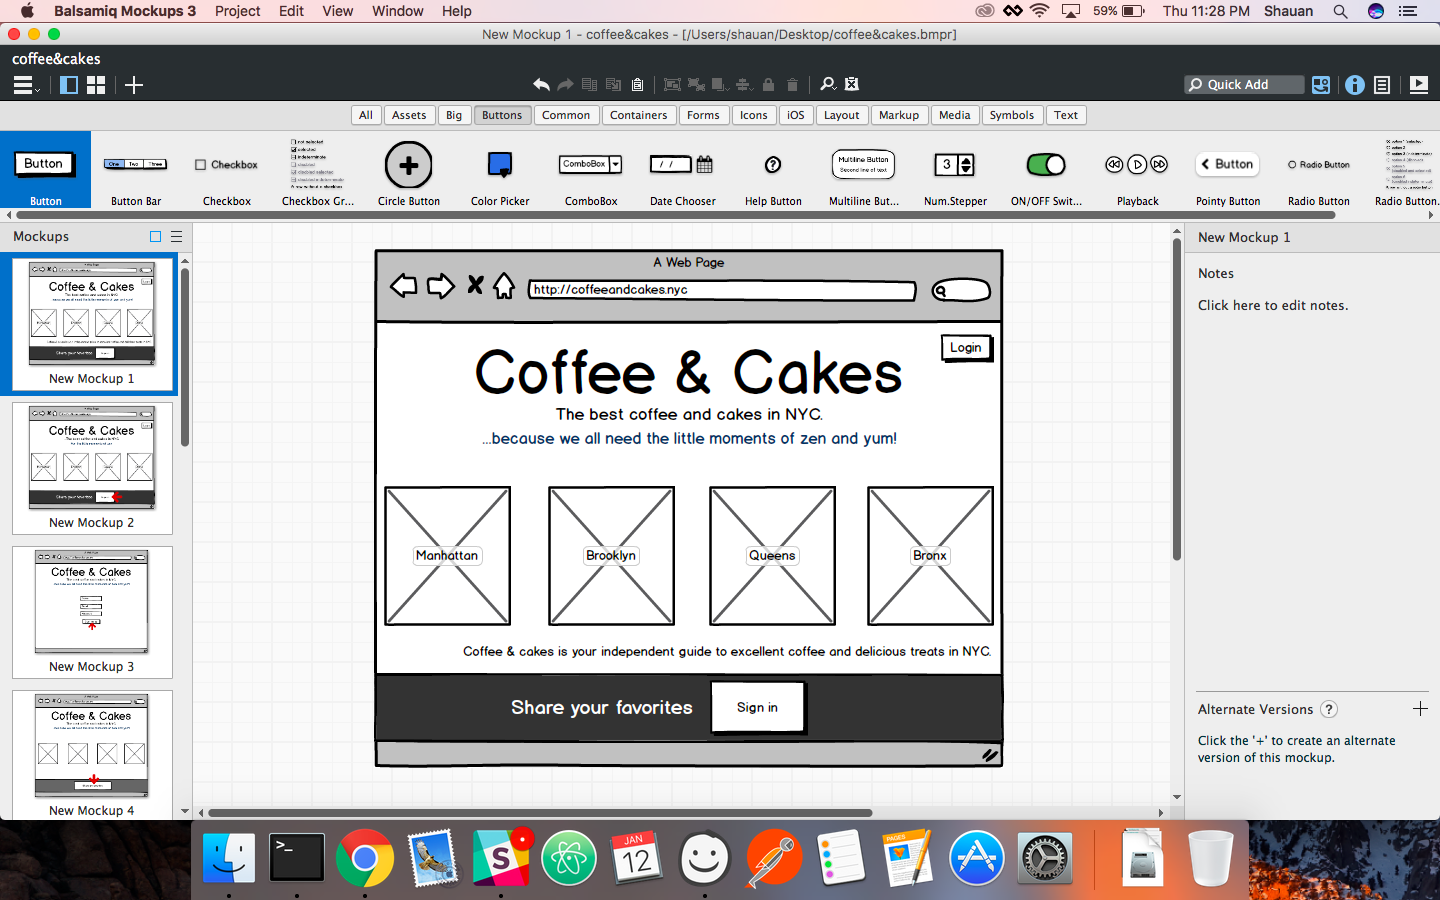 Balsamiq Mockups 3 Project Edit View Window Help 59% Thu 11:28 PM Shauan
New Mockup 1 - coffee&cakes - [/Users/shauan/Desktop/coffee&cakes.bmpr]
coffee&cakes
Quick Add
All Assets Big Buttons Common Containers Forms Icons iOS Layout Markup Media Symbols Text
Button One Two Three Checkbox ComboBox / / ? Multiline Button Second line of text 3 Button Radio Button
Button Button Bar Checkbox Checkbox Gr... Circle Button Color Picker ComboBox Date Chooser Help Button Multiline But... Num.Stepper ON/OFF Swit... Playback Pointy Button Radio Button Radio Button.
Mockups
Coffee & Cakes
New Mockup 1
Coffee & Cakes
New Mockup 2
Coffee & Cakes
New Mockup 3
Coffee & Cakes
New Mockup 4
A Web Page
http://coffeeandcakes.nyc
Login
Coffee & Cakes
The best coffee and cakes in NYC.
...because we all need the little moments of zen and yum!
Manhattan Brooklyn Queens Bronx
Coffee & cakes is your independent guide to excellent coffee and delicious treats in NYC.
Share your favorites Sign in
New Mockup 1
Notes
Click here to edit notes.
Alternate Versions ?
Click the '+' to create an alternate
version of this mockup.
>_
S
JAN
12
PAGES